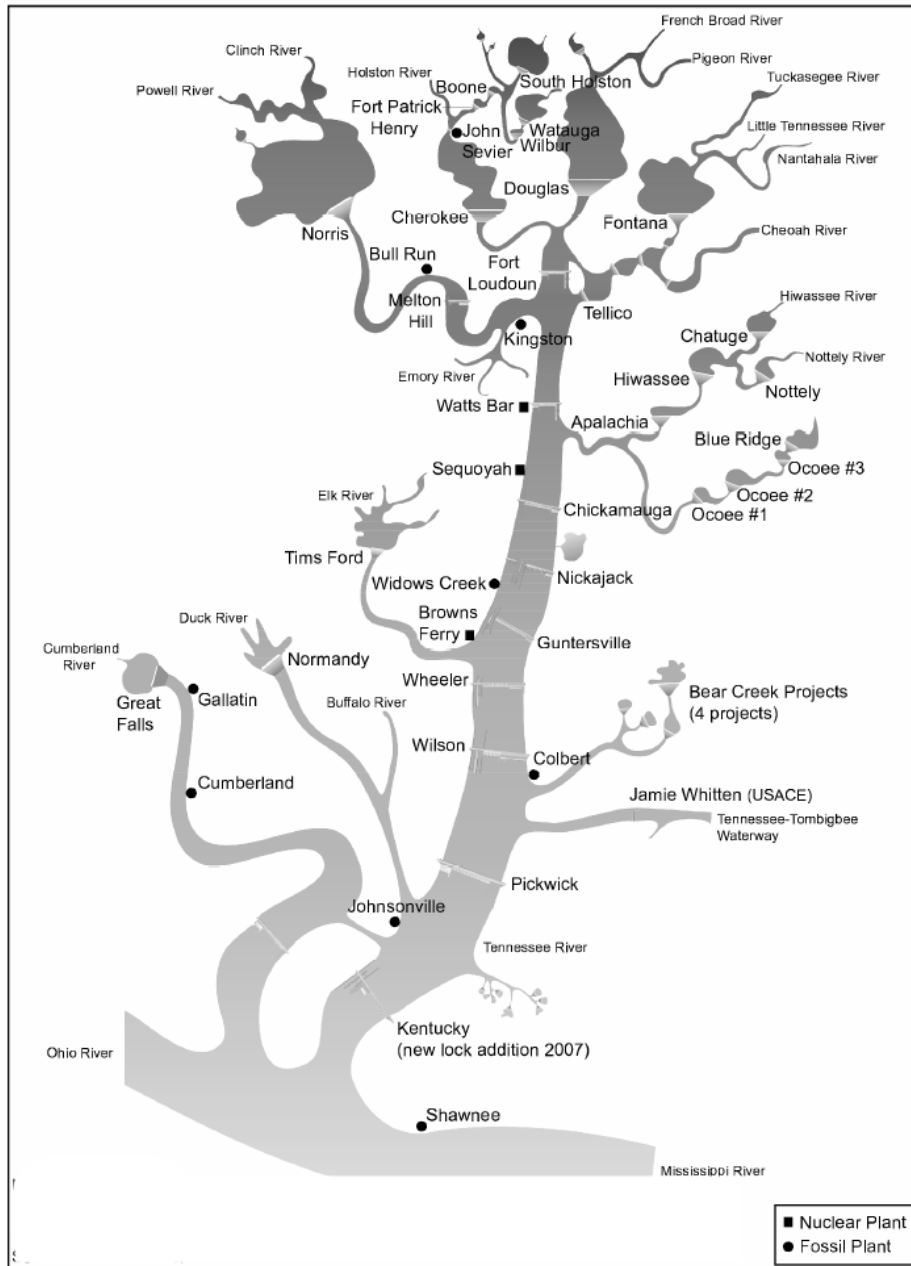 French Broad River
Clinch River
Pigeon River
Holston River
Boone
South Holston
Tuckasegee River
Powell River
Fort Patrick
Henry
John
Sevier
Watauga
Wilbur
Little Tennessee River
Nantahala River
Douglas
Cherokee
Fontana
Norris
Cheoah River
Bull Run
Fort
Loudoun
Melton
Hill
Tellico
Hiwassee River
Kingston
Chatuge
Nottely River
Emory River
Hiwassee
Nottely
Watts Bar
Apalachia
Blue Ridge
Sequoyah
Ocoee #3
Ocoee #2
Ocoee #1
Elk River
Chickamauga
Tims Ford
Nickajack
Widows Creek
Duck River
Browns
Ferry
Guntersville
Cumberland
River
Normandy
Wheeler
Great
Falls
Gallatin
Buffalo River
Bear Creek Projects
(4 projects)
Wilson
Colbert
Cumberland
Jamie Whitten (USACE)
Tennessee-Tombigbee
Waterway
Pickwick
Johnsonville
Tennessee River
Kentucky
(new lock addition 2007)
Ohio River
Shawnee
Mississippi River
Nuclear Plant
Fossil Plant